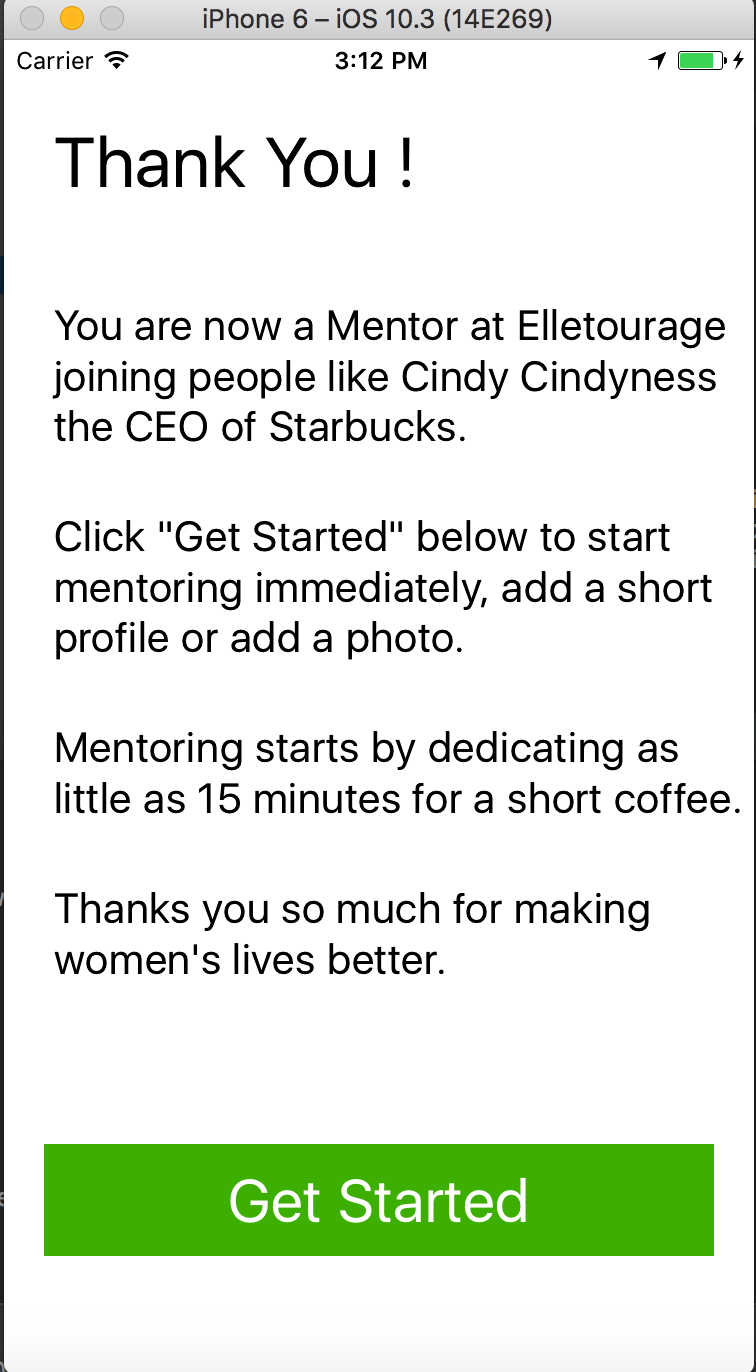 iPhone 6 – iOS 10.3 (14E269)
Carrier 3:12 PM
Thank You !
You are now a Mentor at Elletourage
joining people like Cindy Cindyness
the CEO of Starbucks.
Click "Get Started" below to start
mentoring immediately, add a short
profile or add a photo.
Mentoring starts by dedicating as
little as 15 minutes for a short coffee.
Thanks you so much for making
women's lives better.
Get Started